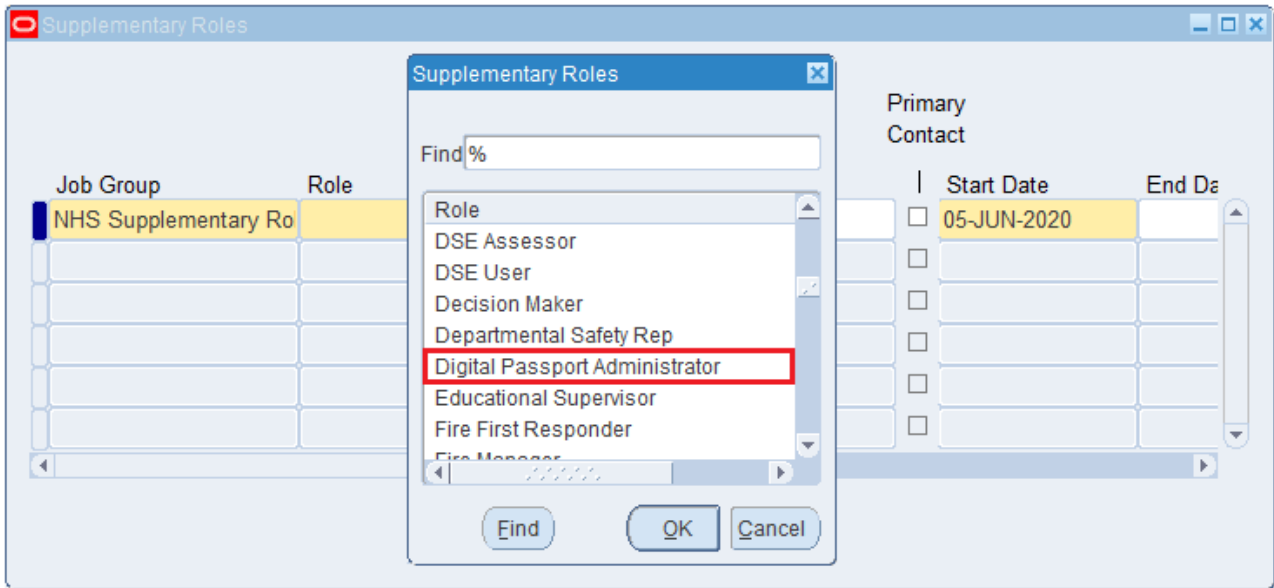 Supplementary Roles
Supplementary Roles
Find %
Primary
Contact
Job Group Role Start Date End Da
NHS Supplementary Ro 05-JUN-2020
Role
DSE Assessor
DSE User
Decision Maker
Departmental Safety Rep
Digital Passport Administrator
Educational Supervisor
Fire First Responder
Fire Manager
Find OK Cancel